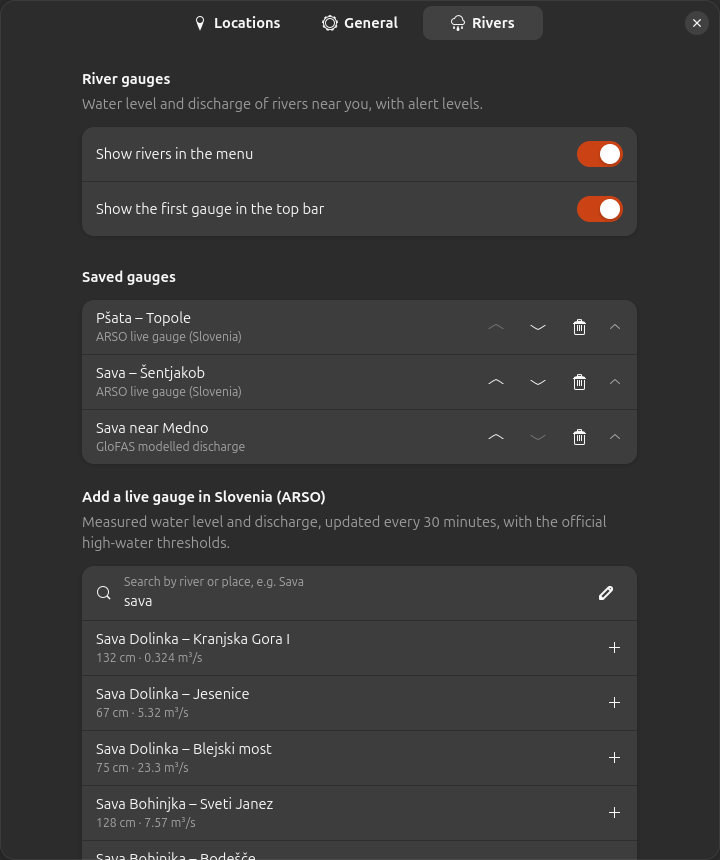 Locations
General
Rivers
River gauges
Water level and discharge of rivers near you, with alert levels.
Show rivers in the menu
Show the first gauge in the top bar
Saved gauges
Pšata – Topole
ARSO live gauge (Slovenia)
Sava – Šentjakob
ARSO live gauge (Slovenia)
Sava near Medno
GloFAS modelled discharge
Add a live gauge in Slovenia (ARSO)
Measured water level and discharge, updated every 30 minutes, with the official
high-water thresholds.
Search by river or place, e.g. Sava
sava
Sava Dolinka – Kranjska Gora I
132 cm · 0.324 m³/s
Sava Dolinka – Jesenice
67 cm · 5.32 m³/s
Sava Dolinka – Blejski most
75 cm · 23.3 m³/s
Sava Bohinjka – Sveti Janez
128 cm · 7.57 m³/s
Sava Bohinjka – Bodešče